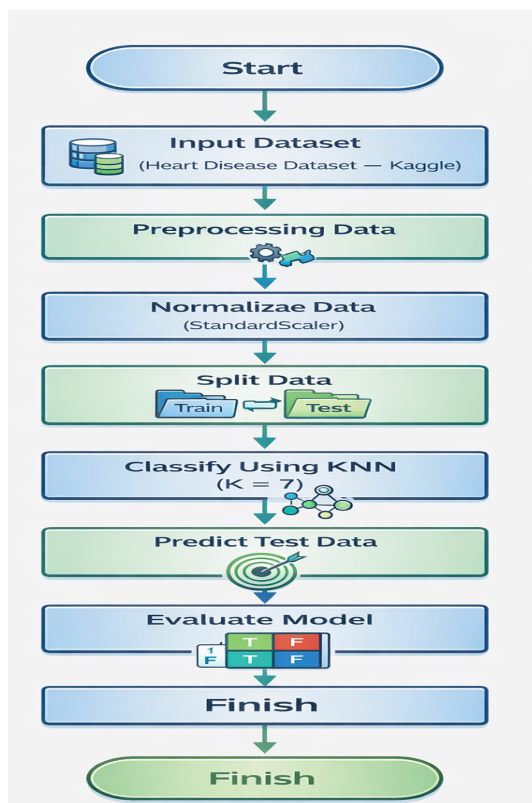 Start
Input Dataset
(Heart Disease Dataset — Kaggle)
Preprocessing Data
Normalizae Data
(StandardScaler)
Split Data
Train
Test
Classify Using KNN
(K = 7)
Predict Test Data
Evaluate Model
1 T F
F T F
Finish
Finish